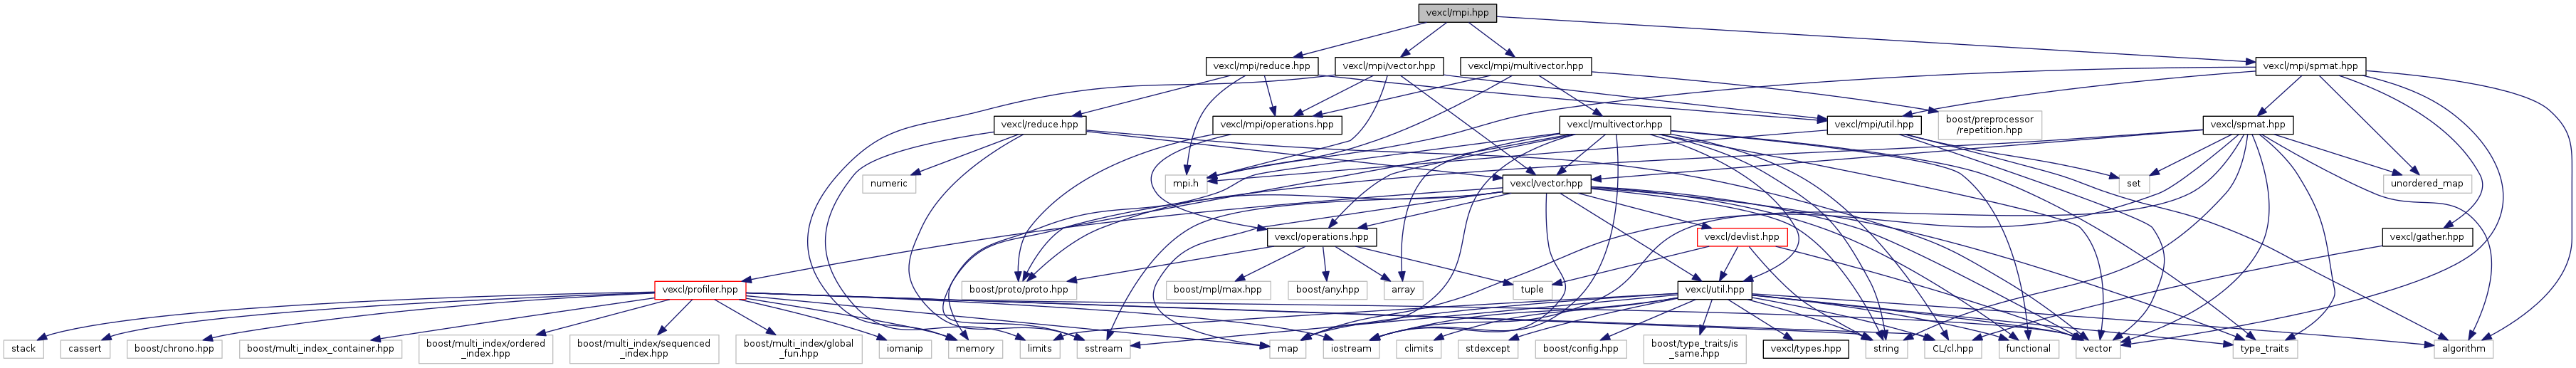 vexcl/mpi.hpp
vexcl/mpi/reduce.hpp
vexcl/mpi/vector.hpp
vexcl/mpi/multivector.hpp
vexcl/mpi/spmat.hpp
vexcl/reduce.hpp
vexcl/mpi/operations.hpp
vexcl/multivector.hpp
vexcl/mpi/util.hpp
boost/preprocessor
/repetition.hpp
vexcl/spmat.hpp
numeric
mpi.h
vexcl/vector.hpp
set
unordered_map
vexcl/operations.hpp
vexcl/devlist.hpp
vexcl/gather.hpp
vexcl/profiler.hpp
boost/proto/proto.hpp
boost/mpl/max.hpp
boost/any.hpp
array
tuple
vexcl/util.hpp
stack
cassert
boost/chrono.hpp
boost/multi_index_container.hpp
boost/multi_index/ordered
_index.hpp
boost/multi_index/sequenced
_index.hpp
boost/multi_index/global
_fun.hpp
iomanip
memory
limits
sstream
map
iostream
climits
stdexcept
boost/config.hpp
boost/type_traits/is
_same.hpp
vexcl/types.hpp
string
CL/cl.hpp
functional
vector
type_traits
algorithm